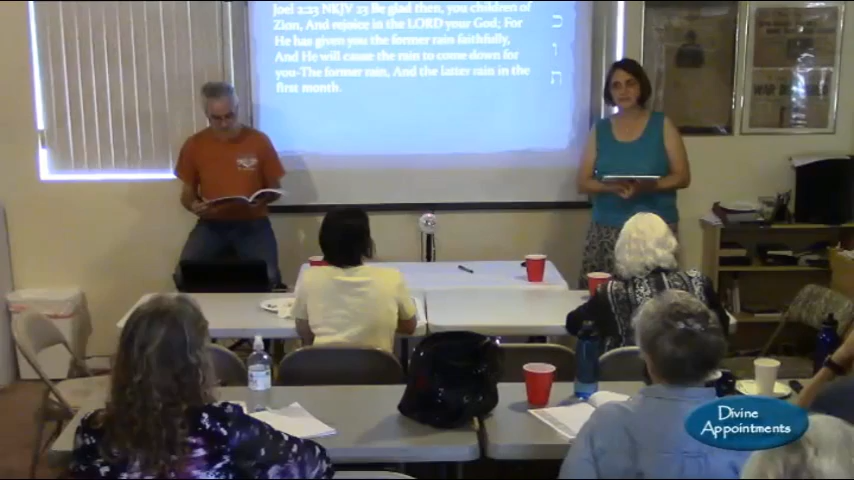 Joel 2:23 NKJV 23 Be glad then, you children of
Zion, And rejoice in the LORD your God; For
He has given you the former rain faithfully,
And He will cause the rain to come down for
you-The former rain, And the latter rain in the
first month.
כ
ו
ת
WAR
Divine
Appointments